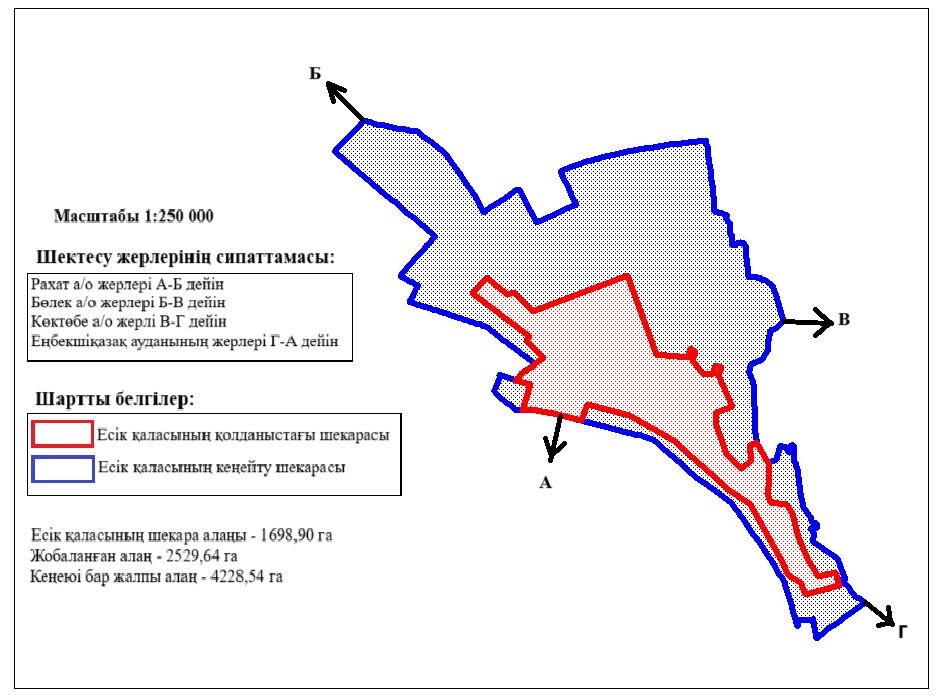 Б
Масштабы 1:250 000
Шектесу жерлерінің сипаттамасы:
Рахат а/о жерлері А-Б дейін
Бөлек а/о жерлері Б-В дейін
Көктөбе а/о жерлі В-Г дейін
Еңбекшіқазақ ауданының жерлері Г-А дейін
В
Шартты белгілер:
Есік қаласының қолданыстағы шекарасы
Есік қаласының кеңейту шекарасы
А
Есік қаласының шекара алаңы - 1698,90 га
Жобаланған алаң - 2529,64 га
Кеңеюі бар жалпы алаң - 4228,54 га
Г